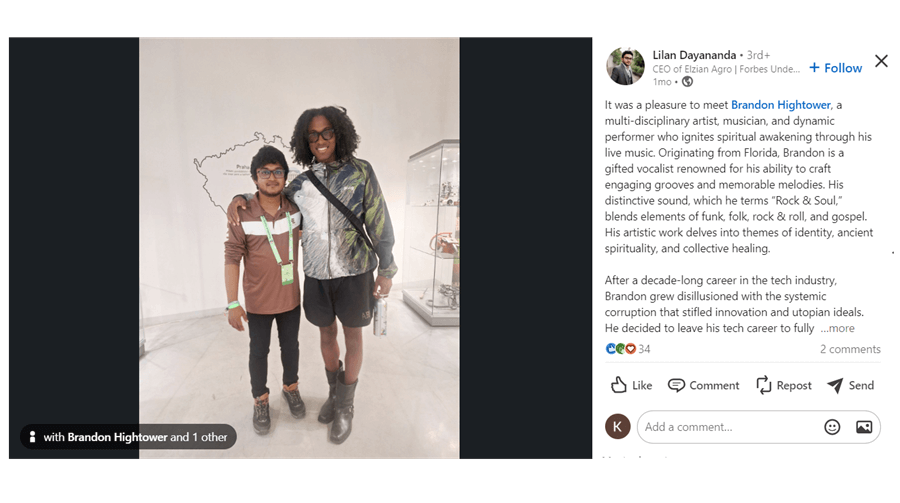 Praha
with Brandon Hightower and 1 other
Lilan Dayananda • 3rd+
CEO of Elzian Agro | Forbes Unde...
1mo •
+ Follow
It was a pleasure to meet Brandon Hightower, a
multi-disciplinary artist, musician, and dynamic
performer who ignites spiritual awakening through his
live music. Originating from Florida, Brandon is a
gifted vocalist renowned for his ability to craft
engaging grooves and memorable melodies. His
distinctive sound, which he terms “Rock & Soul,”
blends elements of funk, folk, rock & roll, and gospel.
His artistic work delves into themes of identity, ancient
spirituality, and collective healing.
After a decade-long career in the tech industry,
Brandon grew disillusioned with the systemic
corruption that stifled innovation and utopian ideals.
He decided to leave his tech career to fully ...more
34
2 comments
Like
Comment
Repost
Send
K
Add a comment...